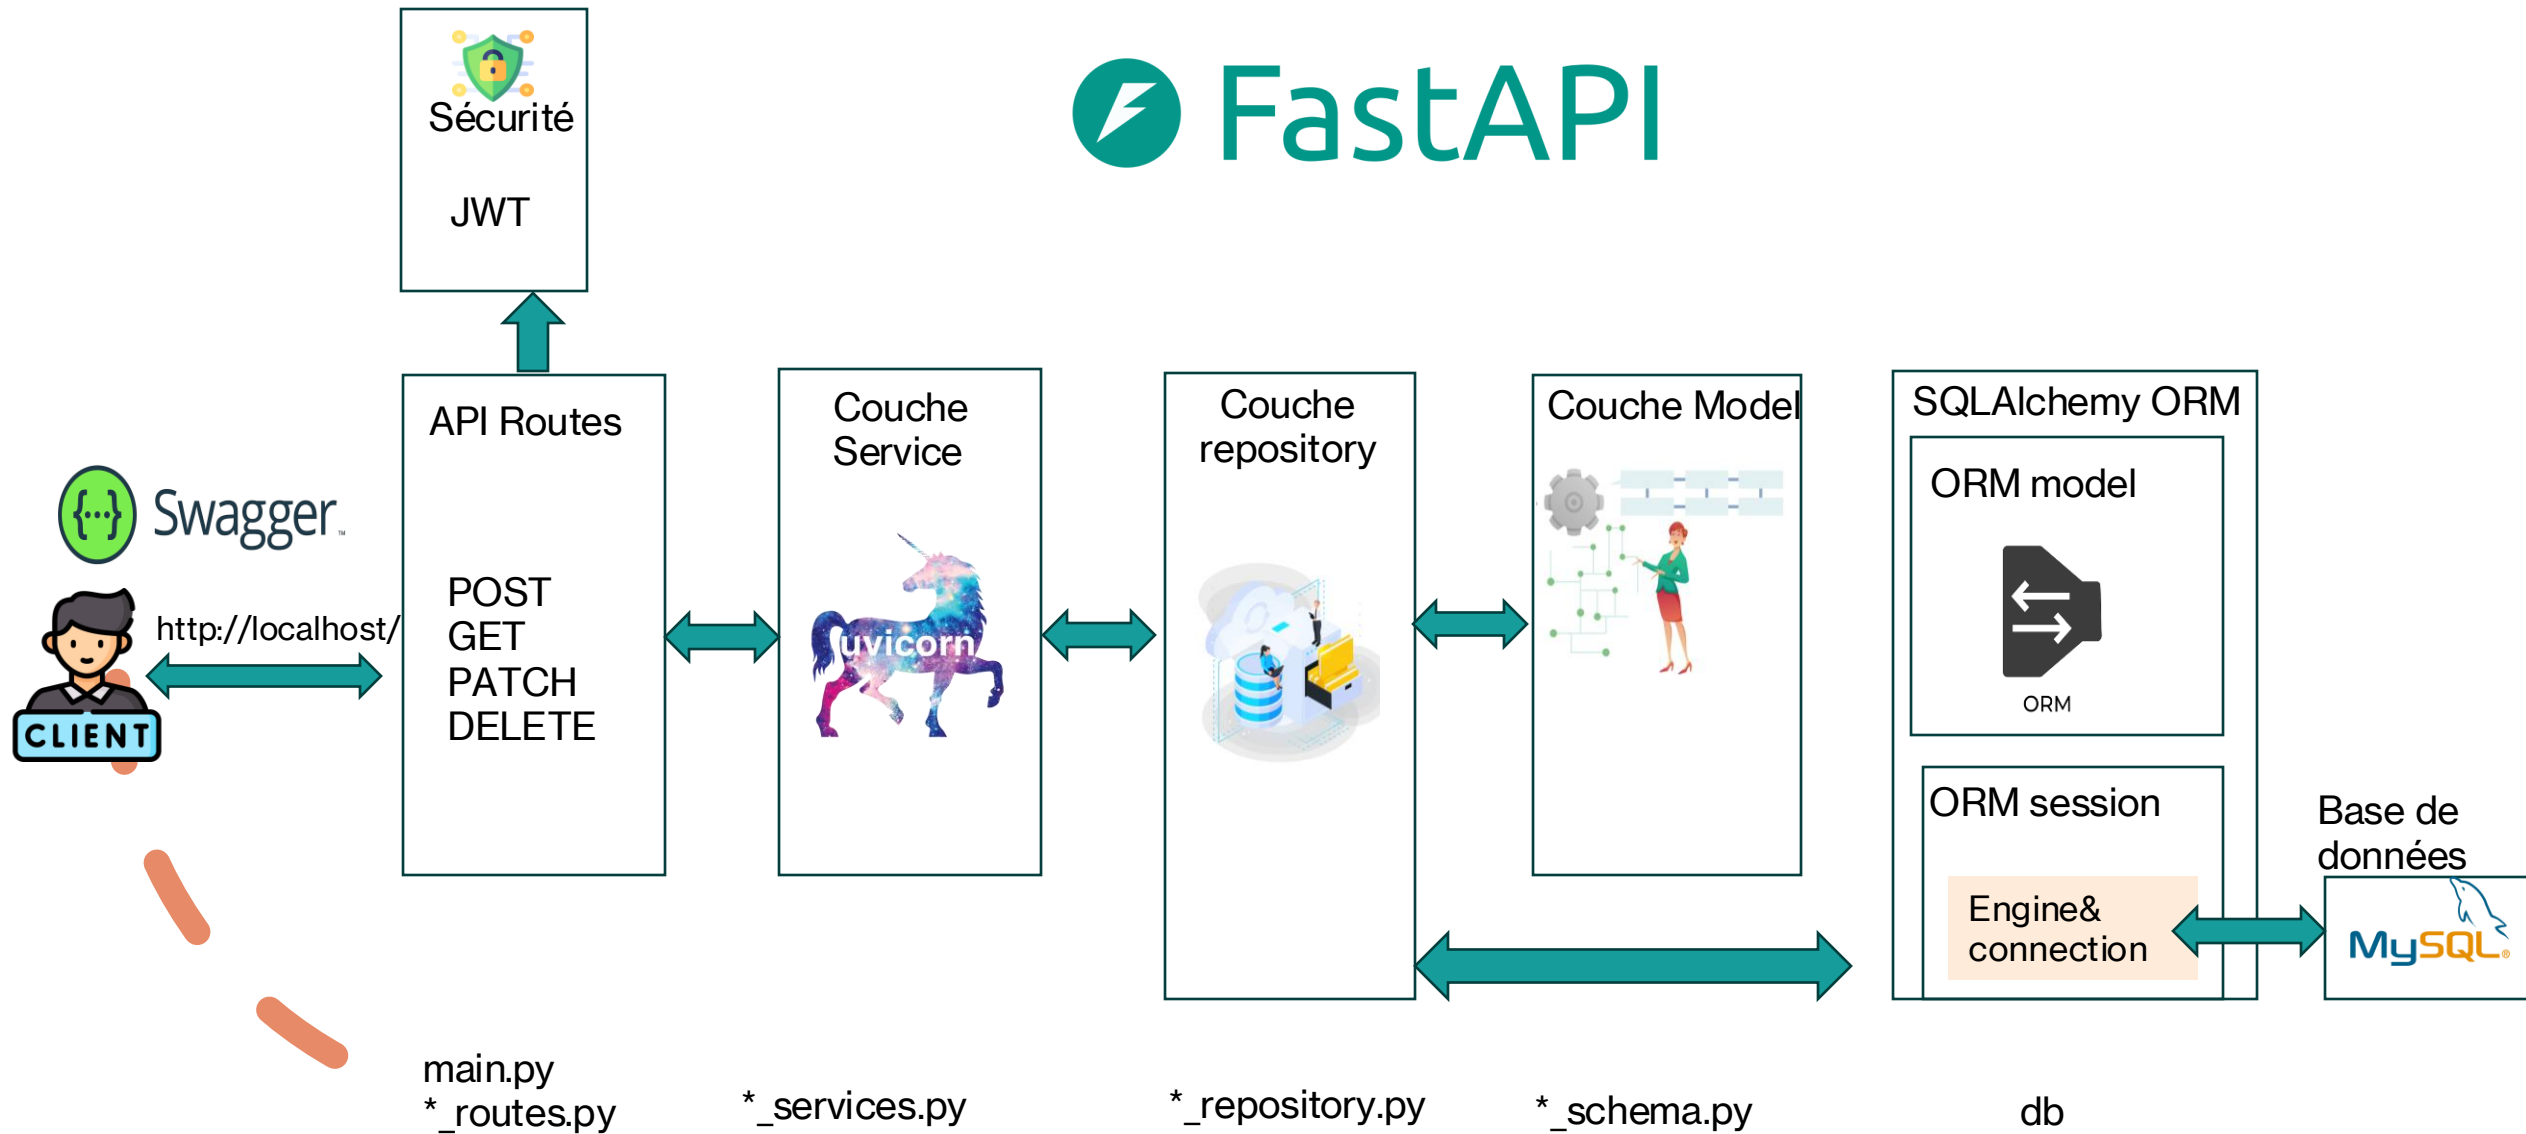 Sécurité
JWT
FastAPI
API Routes
POST
GET
PATCH
DELETE
Couche
Service
uvicorn
Couche
repository
Couche Model
SQLAlchemy ORM
ORM model
ORM
ORM session
Engine&
connection
Base de
données
MySQL®
Swagger™
http://localhost/
CLIENT
main.py
*_routes.py
*_services.py
*_repository.py
*_schema.py
db